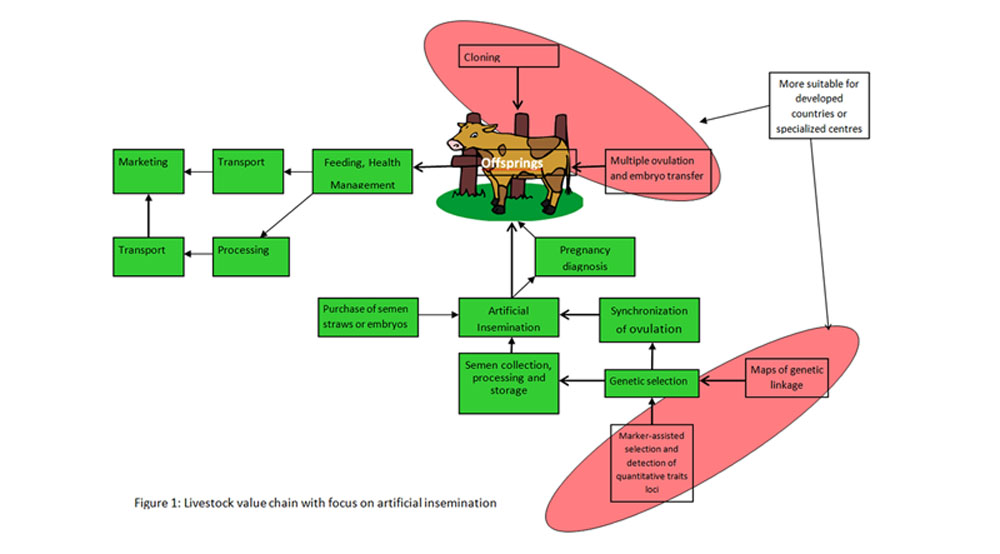 Cloning
More suitable for
developed
countries or
specialized centres
Marketing
Transport
Feeding, Health
Management
Offsprings
Multiple ovulation
and embryo transfer
Transport
Processing
Pregnancy
diagnosis
Purchase of semen
straws or embryos
Artificial
Insemination
Synchronization
of ovulation
Semen collection,
processing and
storage
Genetic selection
Maps of genetic
linkage
Marker-assisted
selection and
detection of
quantitative traits
loci
Figure 1: Livestock value chain with focus on artificial insemination